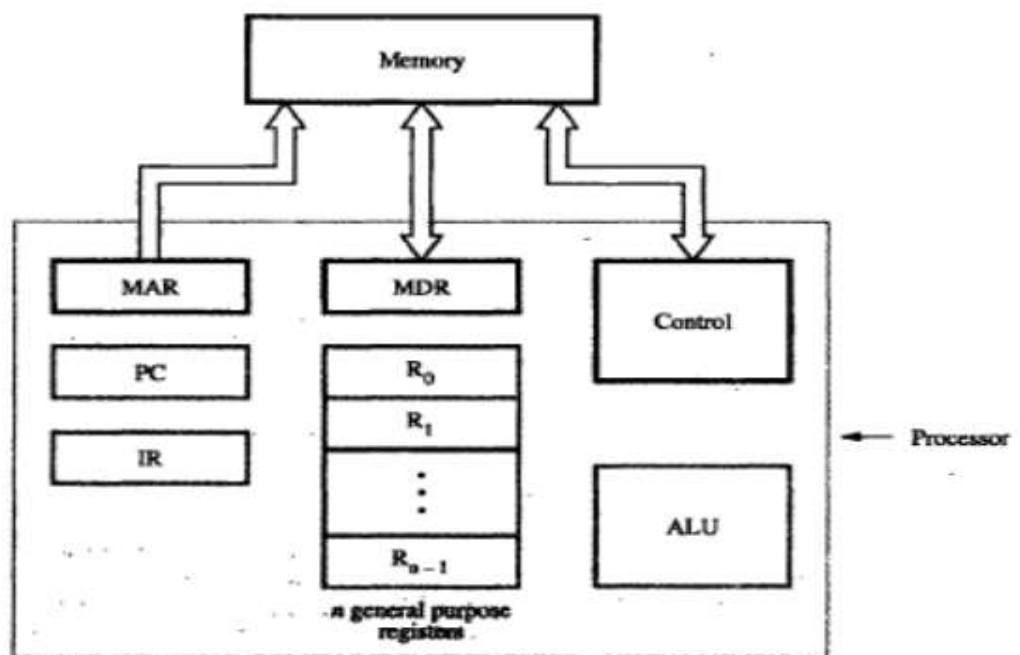 Memory
MAR
MDR
Control
PC
R₀
R₁
IR
Processor
ALU
Rₙ₋₁
n general purpose
registers